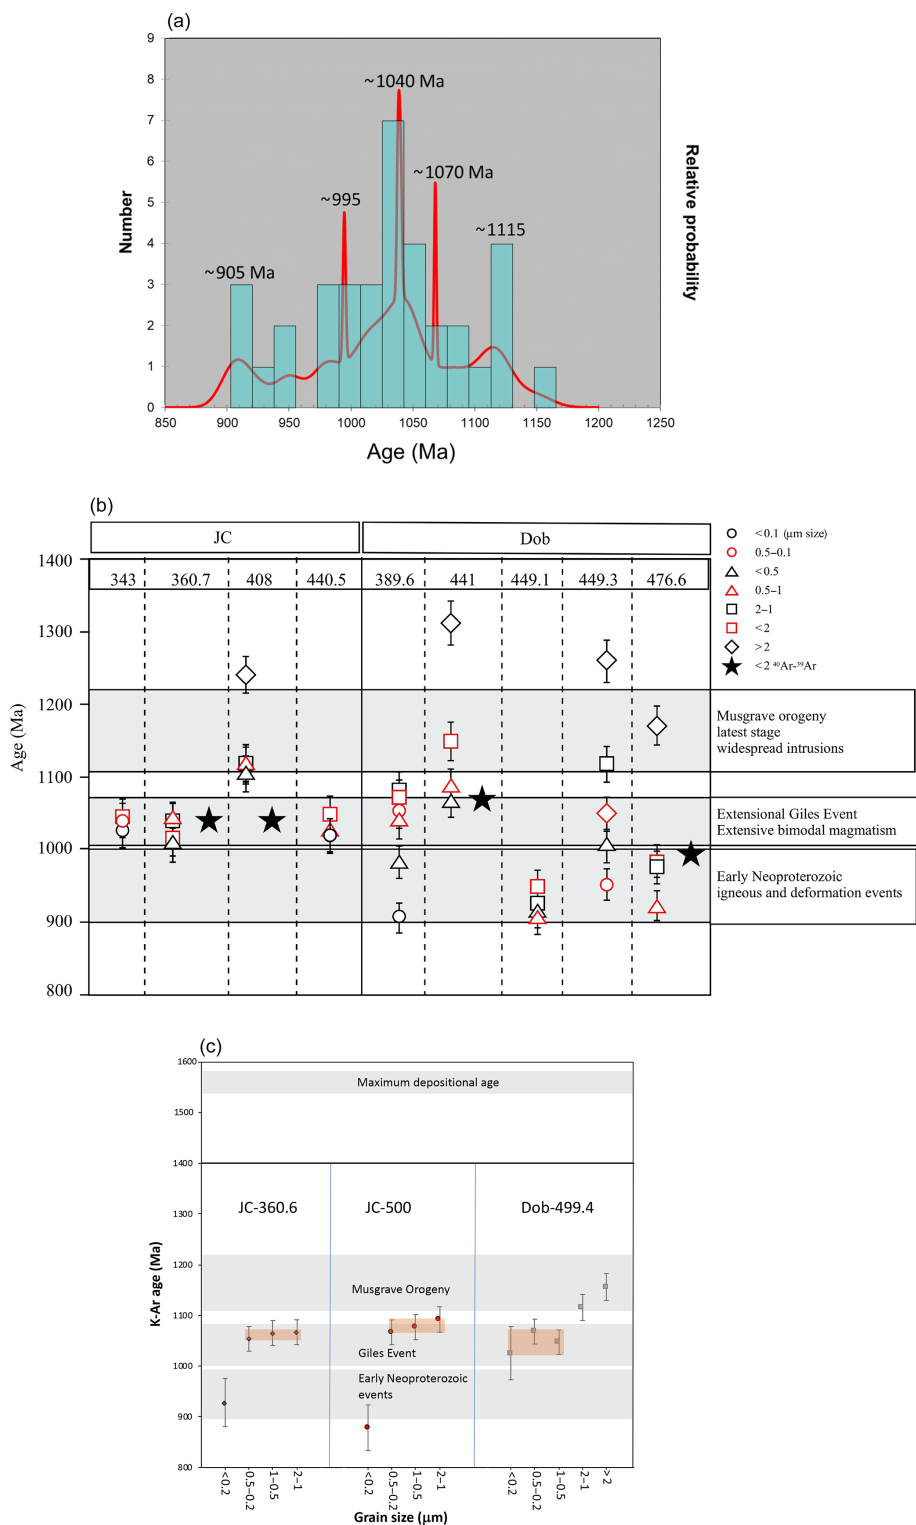 (a)
9
8
7
6
5
4
3
2
1
0
Number
Relative probability
~1040 Ma
~1070 Ma
~995
~1115
~905 Ma
850 900 950 1000 1050 1100 1150 1200 1250
Age (Ma)
(b)
JC Dob
343 360.7 408 440.5 389.6 441 449.1 449.3 476.6
1400
1300
1200
1100
1000
900
800
Age (Ma)
<0.1 (μm size)
0.5–0.1
<0.5
0.5–1
2–1
<2
>2
<2 ⁴⁰Ar-³⁹Ar
Musgrave orogeny
latest stage
widespread intrusions
Extensional Giles Event
Extensive bimodal magmatism
Early Neoproterozoic
igneous and deformation events
(c)
1600
1500
1400
1300
1200
1100
1000
900
800
K-Ar age (Ma)
Maximum depositional age
JC-360.6 JC-500 Dob-499.4
Musgrave Orogeny
Giles Event
Early Neoproterozoic
events
<0.2 0.5–0.2 1–0.5 2–1 <0.2 0.5–0.2 1–0.5 2–1 <0.2 0.5–0.2 1–0.5 2–1 >2
Grain size (μm)